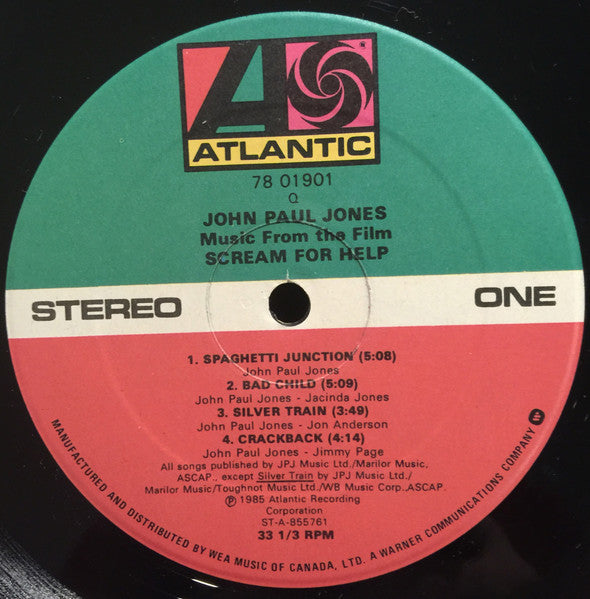 ATLANTIC
78 01901
Q
JOHN PAUL JONES
Music From the Film
SCREAM FOR HELP
STEREO
ONE
1. SPAGHETTI JUNCTION (5:08)
John Paul Jones
2. BAD CHILD (5:09)
John Paul Jones - Jacinda Jones
3. SILVER TRAIN (3:49)
John Paul Jones - Jon Anderson
4. CRACKBACK (4:14)
John Paul Jones - Jimmy Page
All songs published by JPJ Music Ltd./Marilor Music,
ASCAP., except Silver Train by JPJ Music Ltd./
Marilor Music/Toughnot Music Ltd./WB Music Corp.,ASCAP.
Ⓟ1985 Atlantic Recording
Corporation
ST-A-855761
33 1/3 RPM
MANUFACTURED AND DISTRIBUTED BY WEA MUSIC OF CANADA, LTD. A WARNER COMMUNICATIONS COMPANY